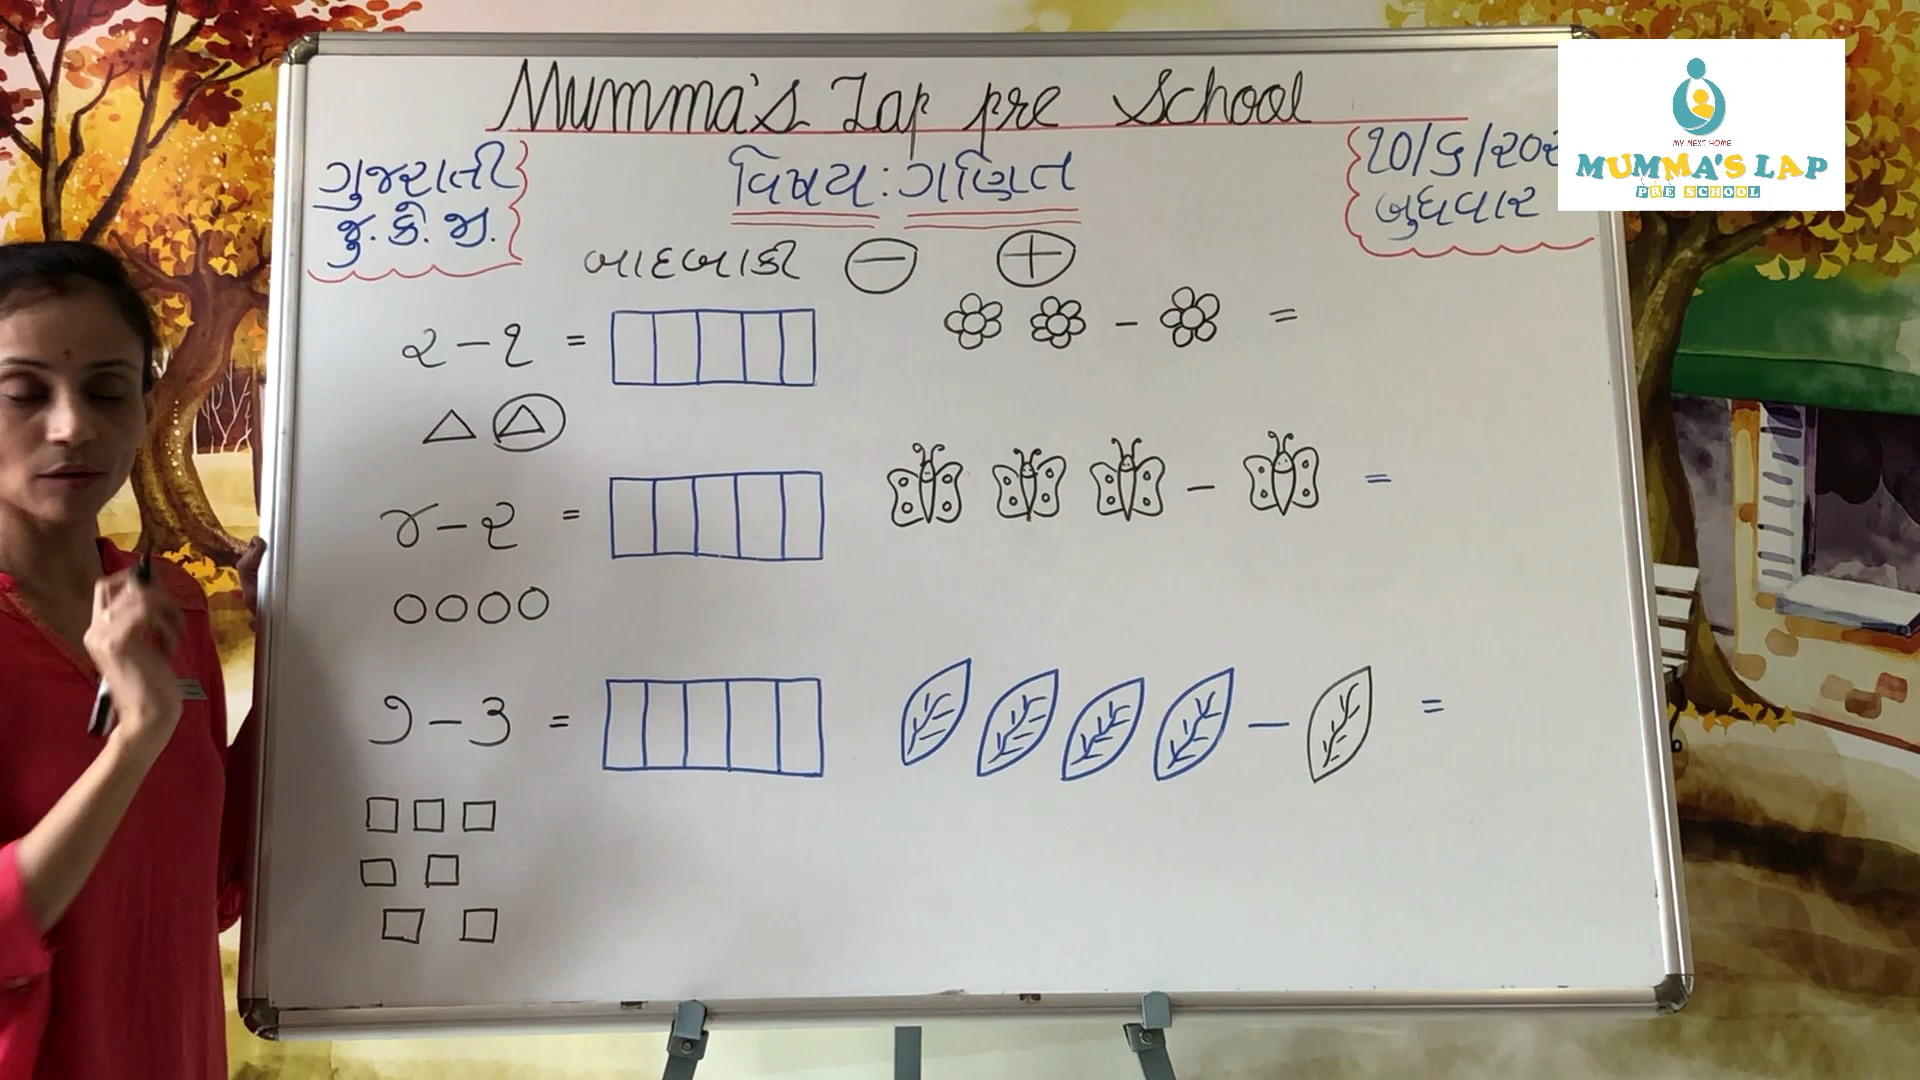 Mumma's Lap pre School
ગુજરાતી
જુ. કે. જી.
વિષય : ગણિત
૧૦/૬/૨૦૨
બુધવાર
બાદબાકી − +
૨ − ૧ =
− =
૪ − ૨ =
− =
૭ − ૩ =
− =
MY NEXT HOME
MUMMA'S LAP
PRE SCHOOL